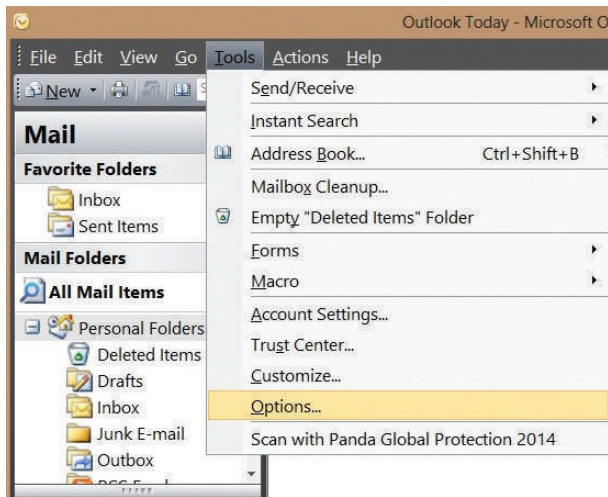 Outlook Today - Microsoft O
File Edit View Go Tools Actions Help
New
Send/Receive
Instant Search
Address Book... Ctrl+Shift+B
Mailbox Cleanup...
Empty "Deleted Items" Folder
Forms
Macro
Account Settings...
Trust Center...
Customize...
Options...
Scan with Panda Global Protection 2014
Mail
Favorite Folders
Inbox
Sent Items
Mail Folders
All Mail Items
Personal Folders
Deleted Items
Drafts
Inbox
Junk E-mail
Outbox